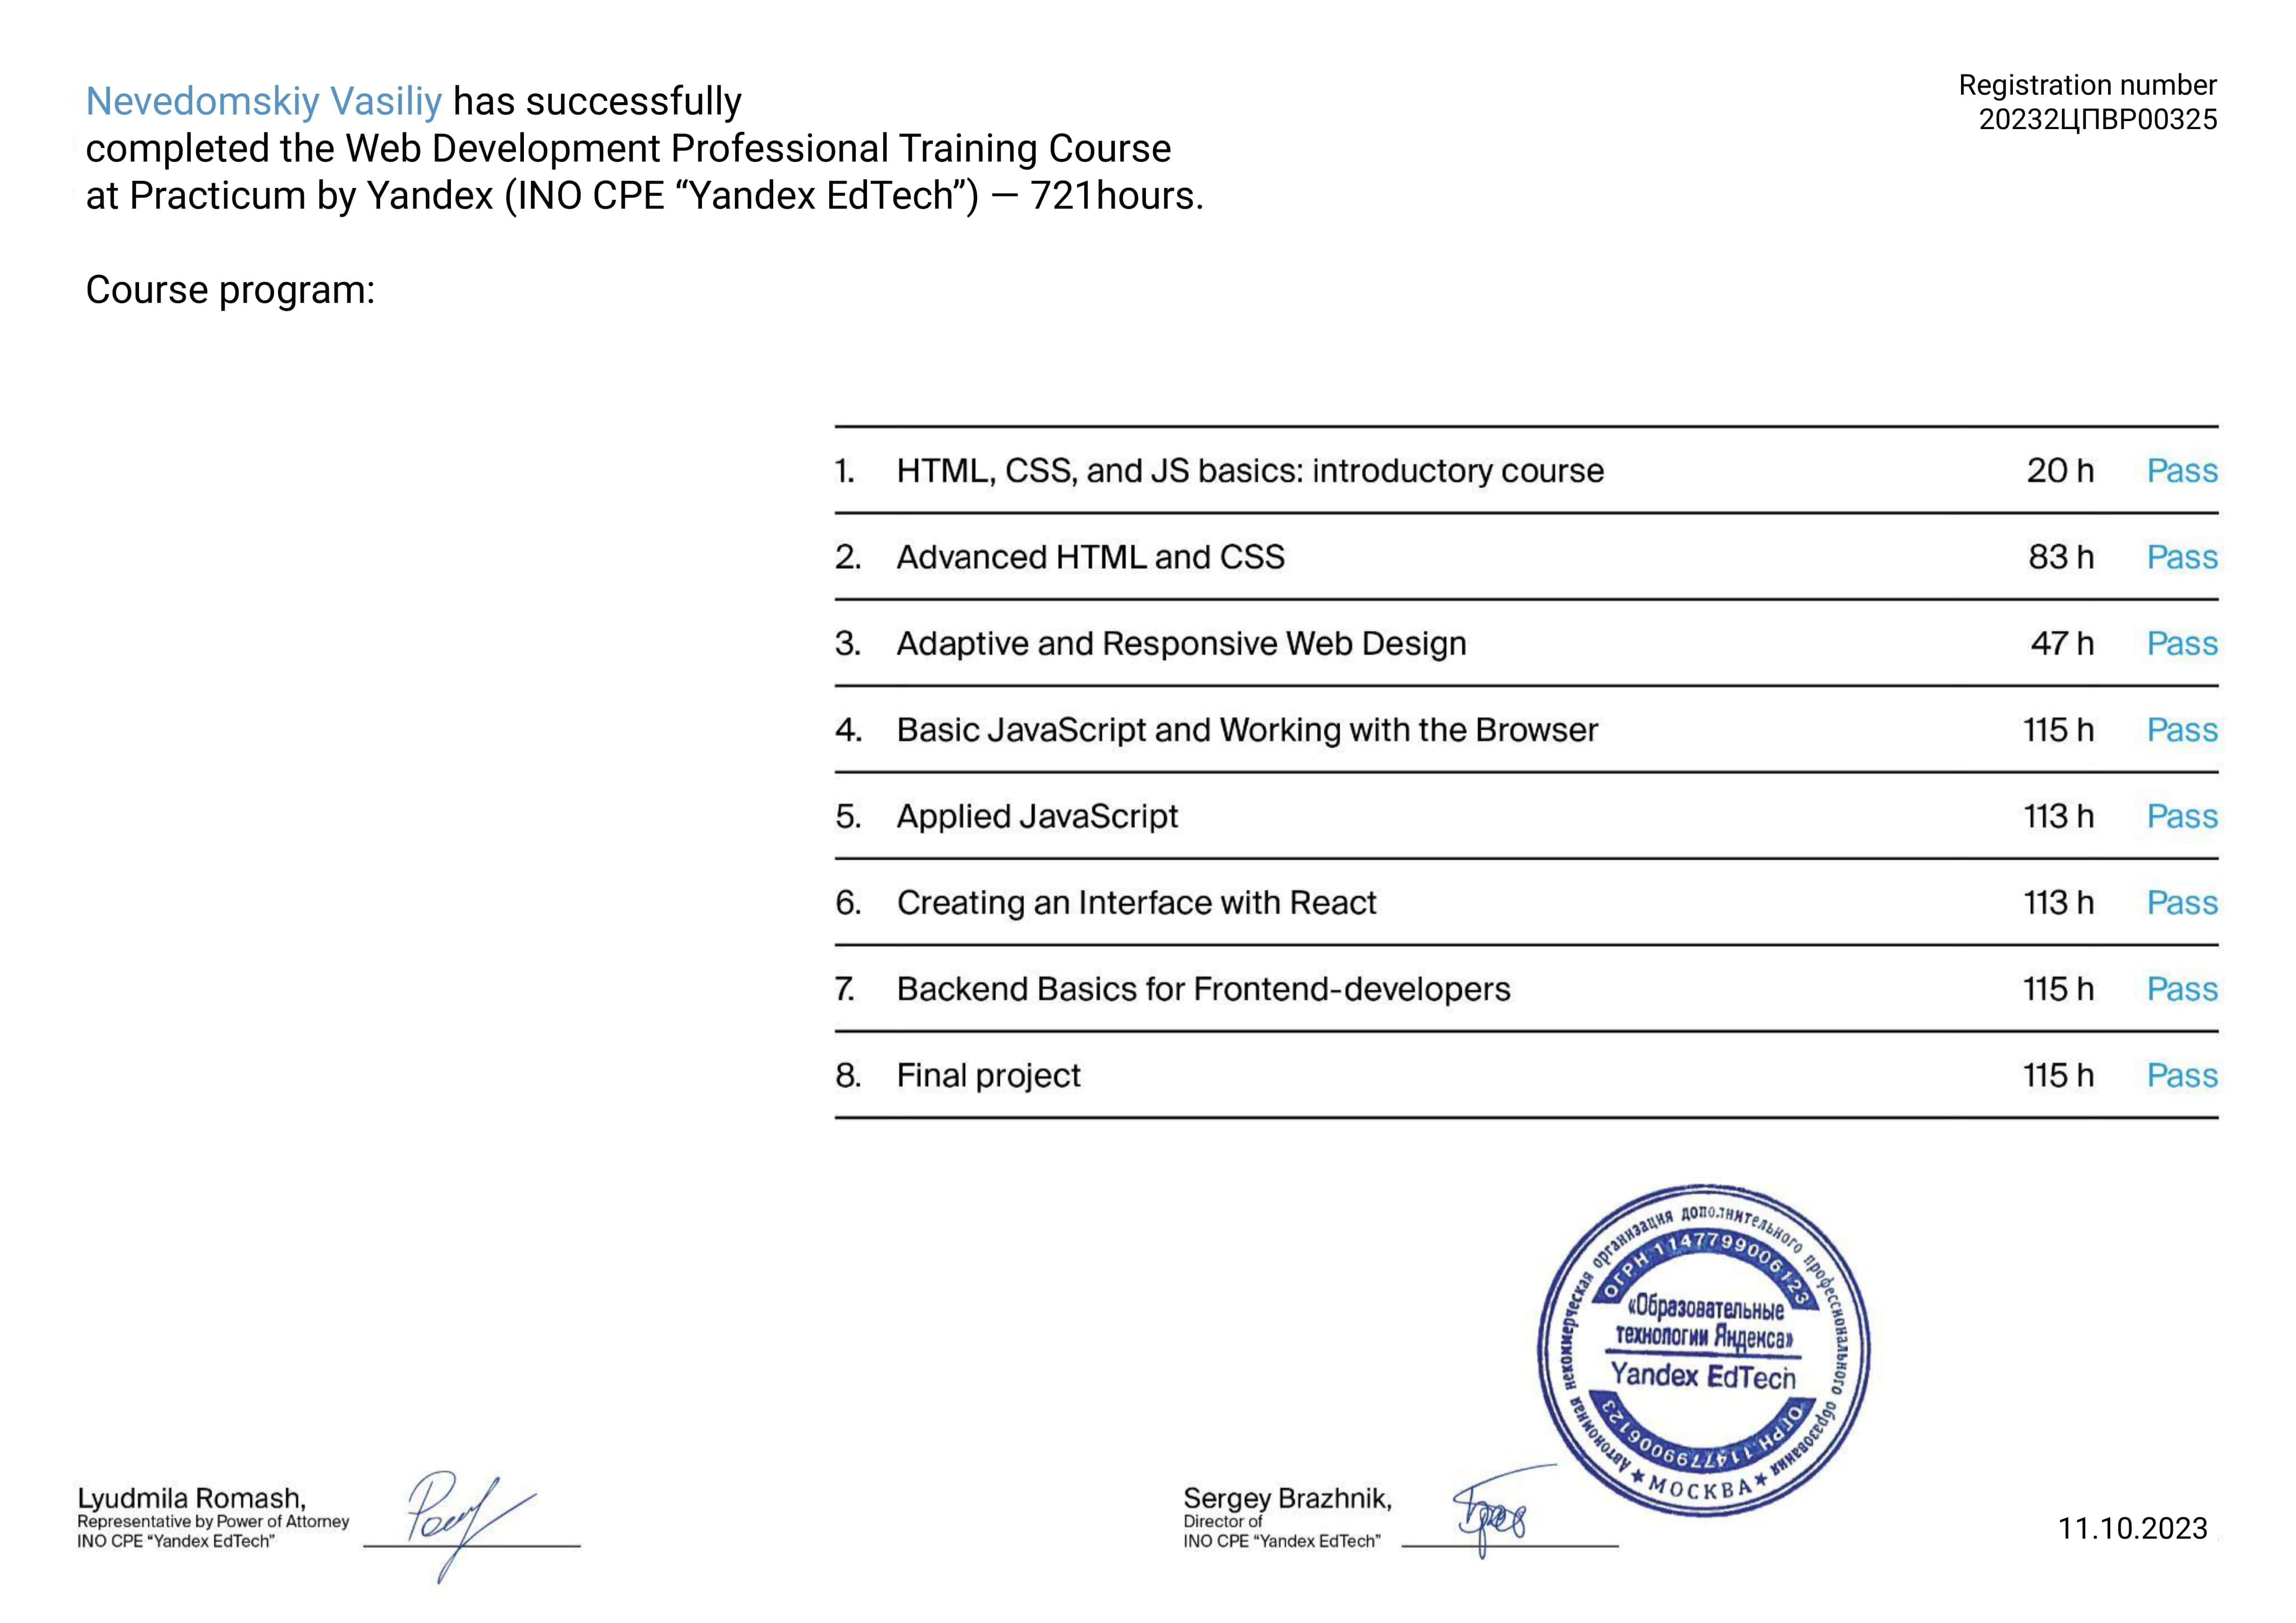 Nevedomskiy Vasiliy has successfully
completed the Web Development Professional Training Course
at Practicum by Yandex (INO CPE “Yandex EdTech”) — 721hours.
Registration number
20232ЦПВР00325
Course program:
1. HTML, CSS, and JS basics: introductory course 20 h Pass
2. Advanced HTML and CSS 83 h Pass
3. Adaptive and Responsive Web Design 47 h Pass
4. Basic JavaScript and Working with the Browser 115 h Pass
5. Applied JavaScript 113 h Pass
6. Creating an Interface with React 113 h Pass
7. Backend Basics for Frontend-developers 115 h Pass
8. Final project 115 h Pass
Автономная некоммерческая организация дополнительного профессионального образования
ОГРН 1147799006123
«Образовательные
технологии Яндекса»
Yandex EdTech
ОГРН 1147799006123
★ МОСКВА ★
Lyudmila Romash,
Representative by Power of Attorney
INO CPE “Yandex EdTech”
Sergey Brazhnik,
Director of
INO CPE “Yandex EdTech”
11.10.2023